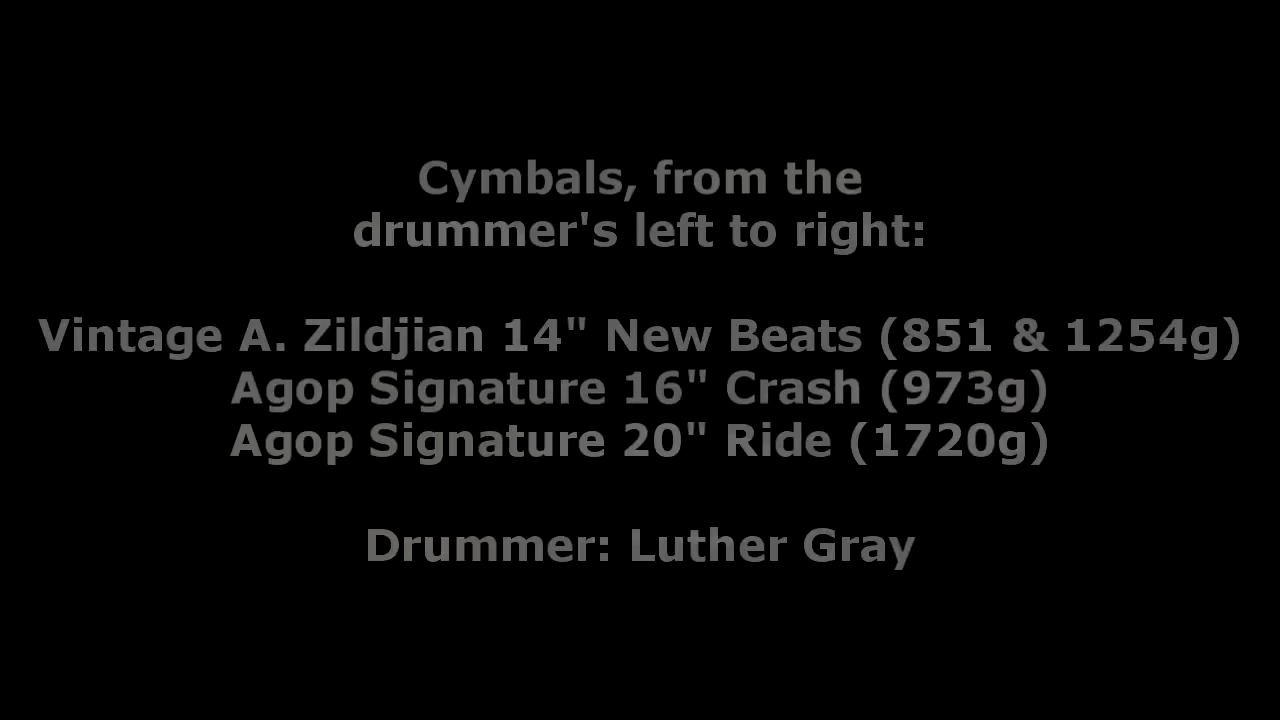 Cymbals, from the
drummer's left to right:
Vintage A. Zildjian 14" New Beats (851 & 1254g)
Agop Signature 16" Crash (973g)
Agop Signature 20" Ride (1720g)
Drummer: Luther Gray